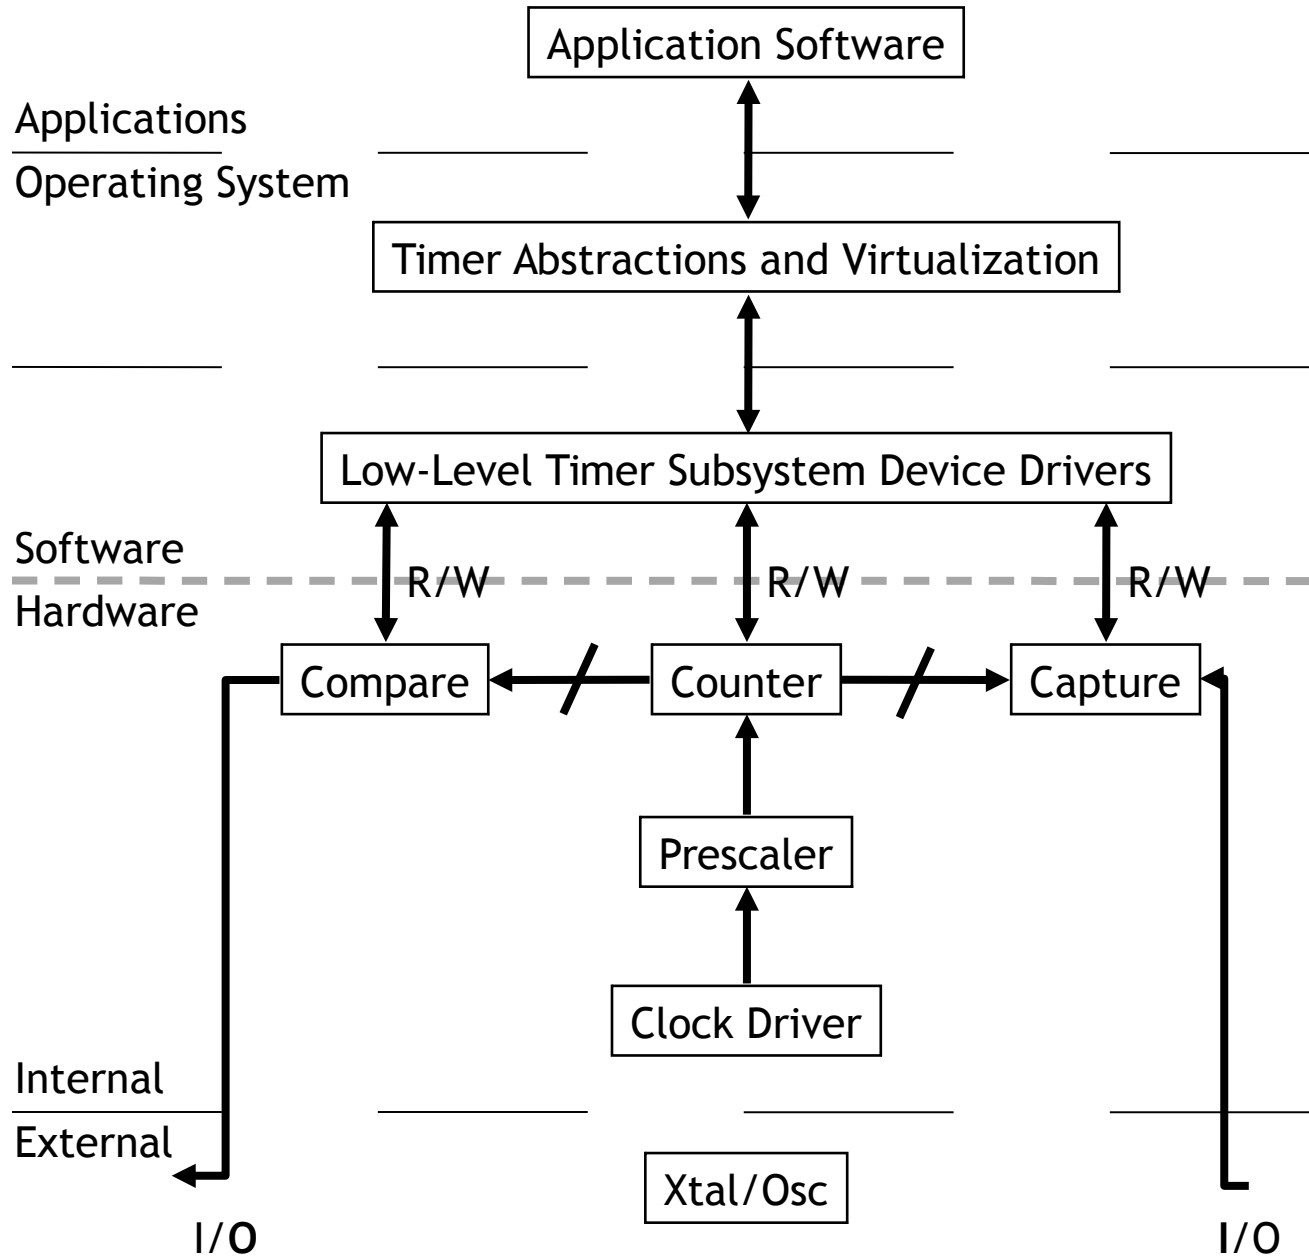 Application Software
Applications
Operating System
Timer Abstractions and Virtualization
Low-Level Timer Subsystem Device Drivers
Software
R/W
R/W
R/W
Hardware
Compare
Counter
Capture
Prescaler
Clock Driver
Internal
External
Xtal/Osc
I/O
I/O